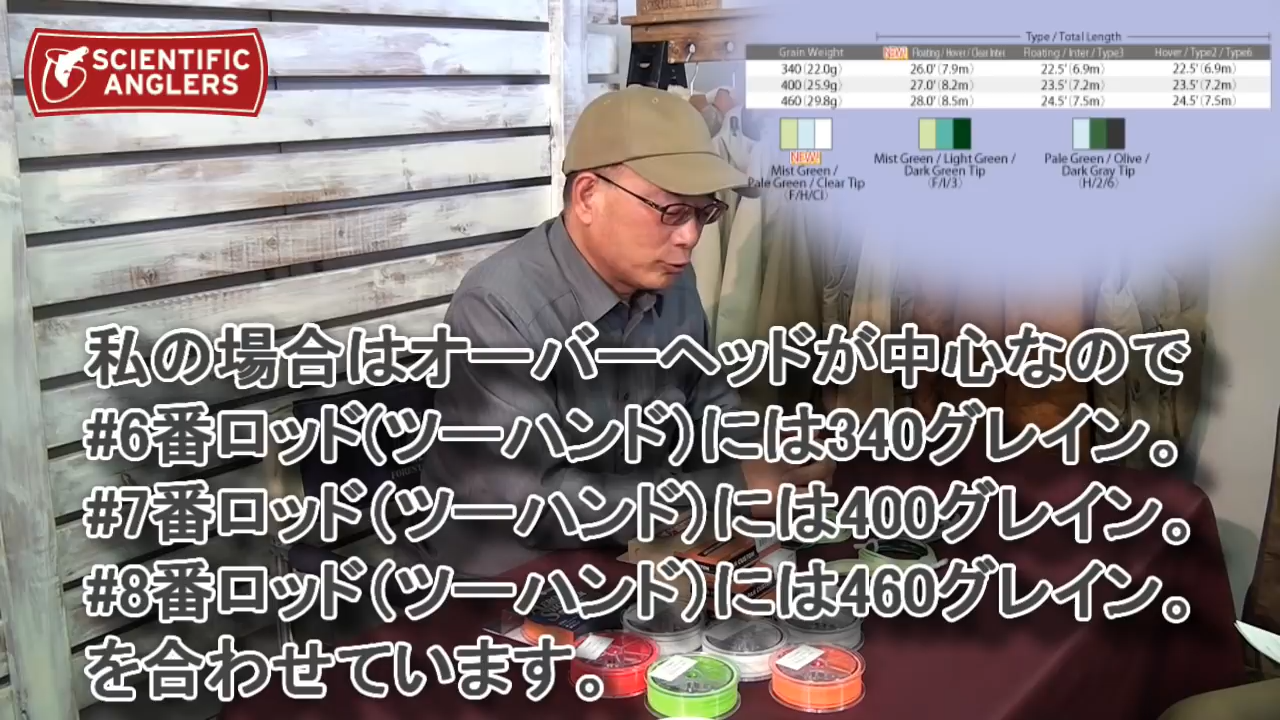 SCIENTIFIC
ANGLERS
Type / Total Length
Grain Weight NEW! Floating / Hover / Clear Inter Floating / Inter / Type3 Hover / Type2 / Type6
340 (22.0g) 26.0' (7.9m) 22.5' (6.9m) 22.5' (6.9m)
400 (25.9g) 27.0' (8.2m) 23.5' (7.2m) 23.5' (7.2m)
460 (29.8g) 28.0' (8.5m) 24.5' (7.5m) 24.5' (7.5m)
NEW!
Mist Green /
Pale Green / Clear Tip
(F/H/CI)
Mist Green / Light Green /
Dark Green Tip
(F/I/3)
Pale Green / Olive /
Dark Gray Tip
(H/2/6)
私の場合はオーバーヘッドが中心なので
#6番ロッド(ツーハンド)には340グレイン。
#7番ロッド(ツーハンド)には400グレイン。
#8番ロッド(ツーハンド)には460グレイン。
を合わせています。